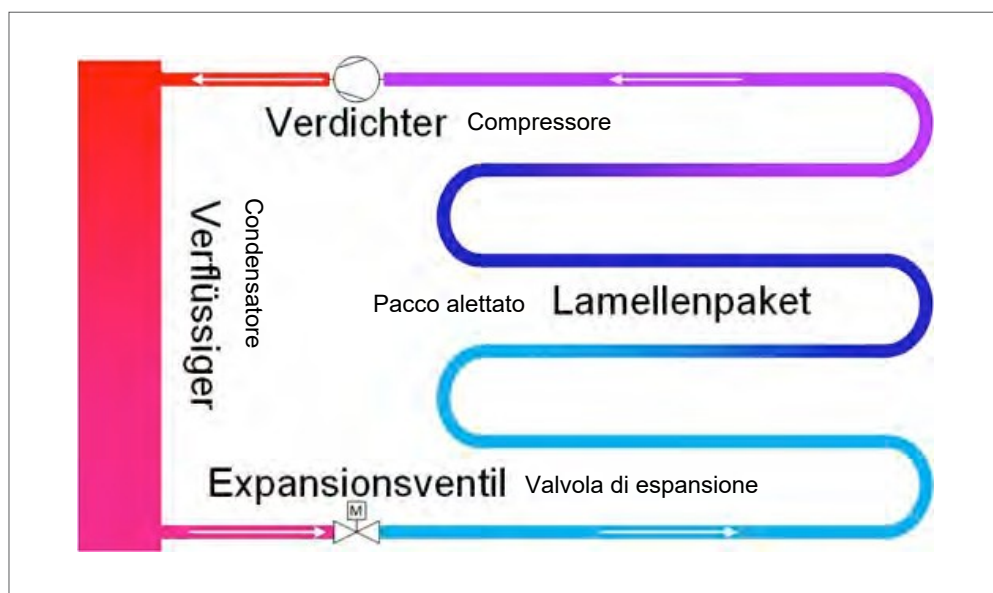 Verdichter Compressore
Verflüssiger
Condensatore
Pacco alettato Lamellenpaket
Expansionsventil Valvola di espansione
M